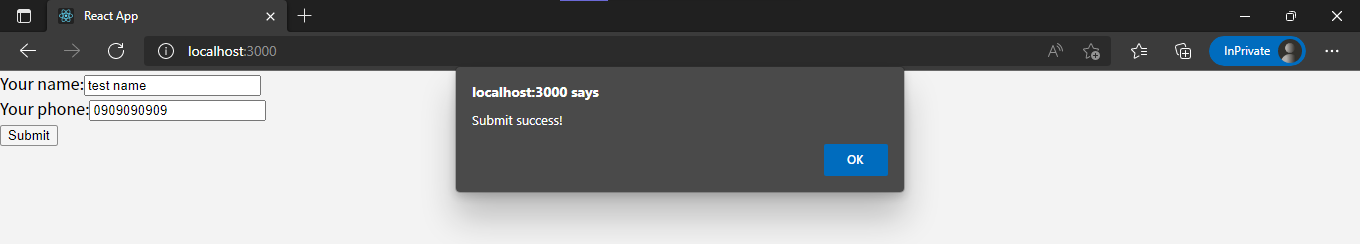 React App
localhost:3000
InPrivate
Your name: test name
Your phone: 0909090909
Submit
localhost:3000 says
Submit success!
OK